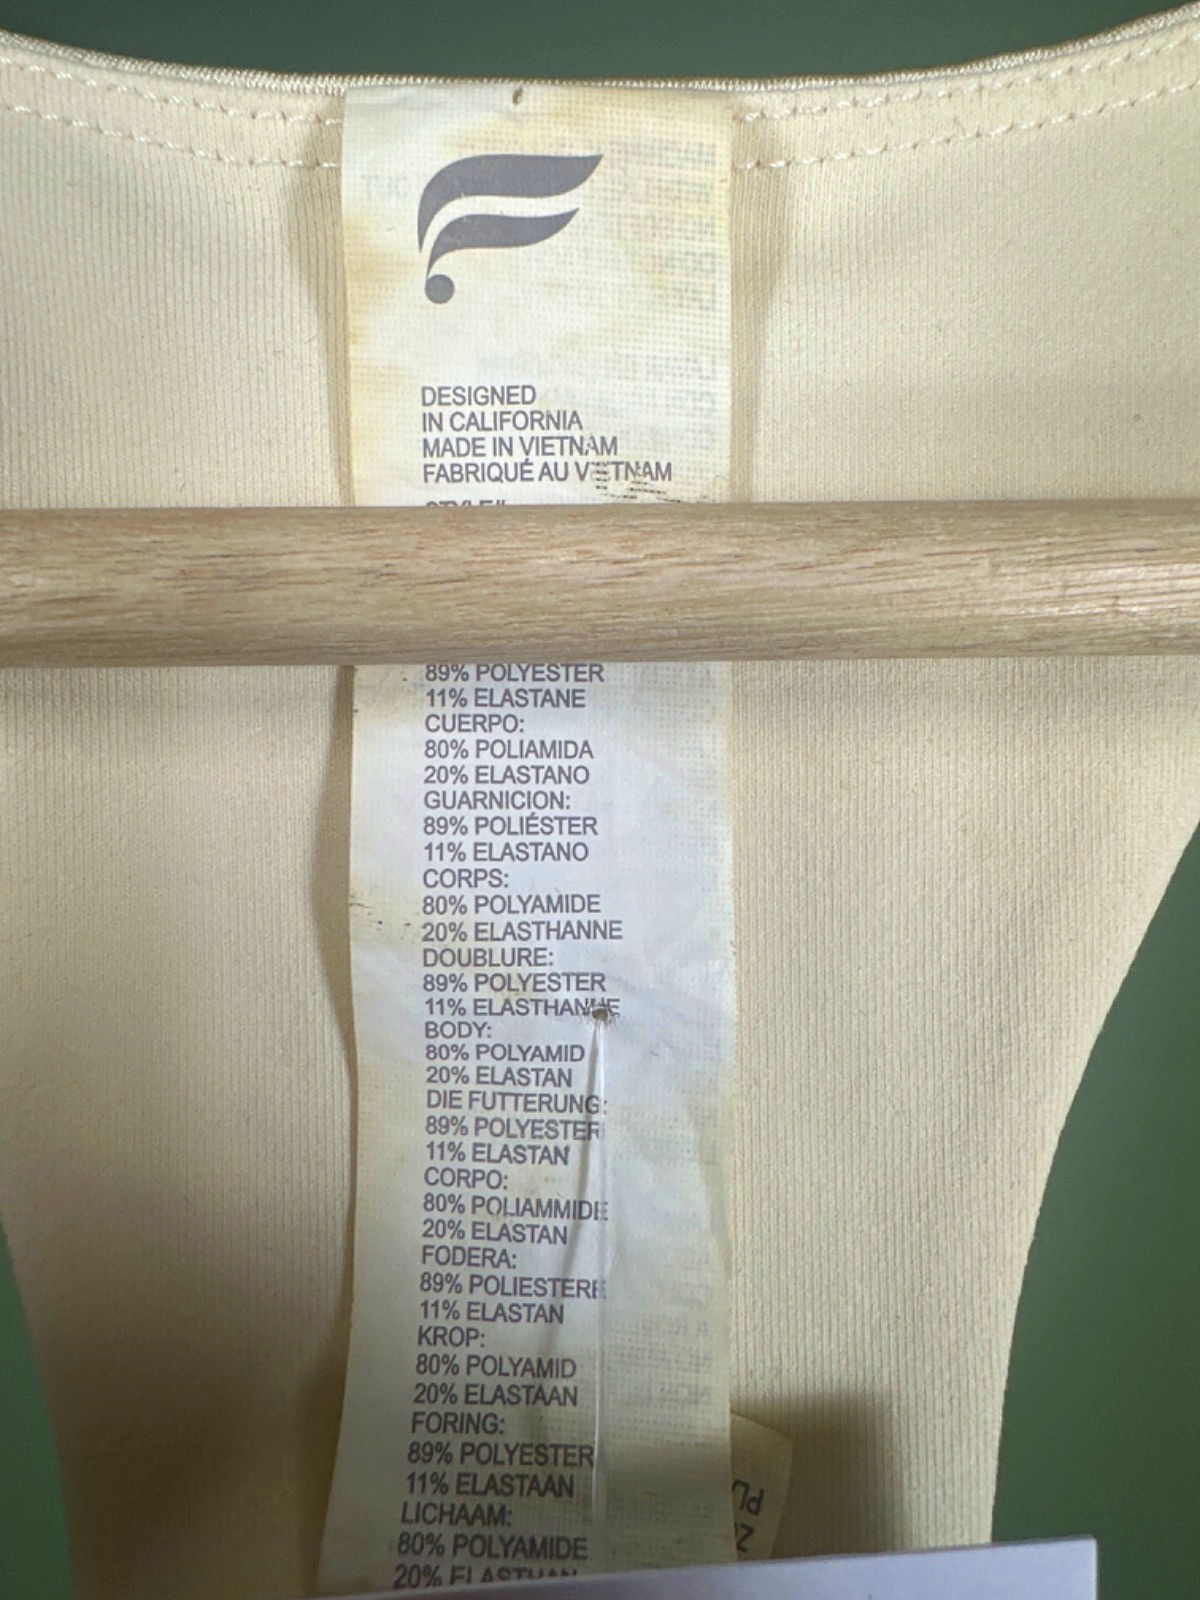 DESIGNED
IN CALIFORNIA
MADE IN VIETNAM
FABRIQUÉ AU VIETNAM
STYLE#
89% POLYESTER
11% ELASTANE
CUERPO:
80% POLIAMIDA
20% ELASTANO
GUARNICION:
89% POLIÉSTER
11% ELASTANO
CORPS:
80% POLYAMIDE
20% ELASTHANNE
DOUBLURE:
89% POLYESTER
11% ELASTHANNE
BODY:
80% POLYAMID
20% ELASTAN
DIE FUTTERUNG:
89% POLYESTER
11% ELASTAN
CORPO:
80% POLIAMMIDE
20% ELASTAN
FODERA:
89% POLIESTERE
11% ELASTAN
KROP:
80% POLYAMID
20% ELASTAAN
FORING:
89% POLYESTER
11% ELASTAAN
LICHAAM:
80% POLYAMIDE
20%